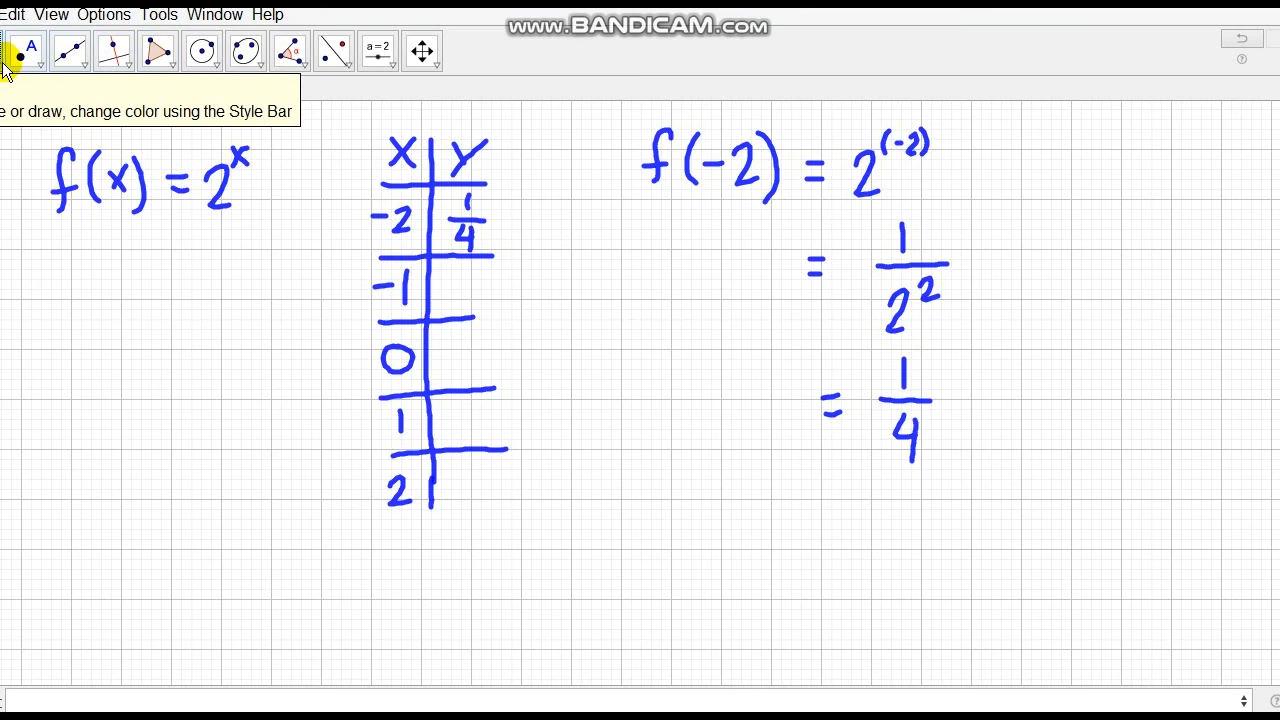 Edit View Options Tools Window Help
www.BANDICAM.com
A
α
a = 2
e or draw, change color using the Style Bar
f(x) = 2^x
x | y
-2 | 1/4
-1 |
0 |
1 |
2 |
f(-2) = 2^(-2)
= 1/2^2
= 1/4